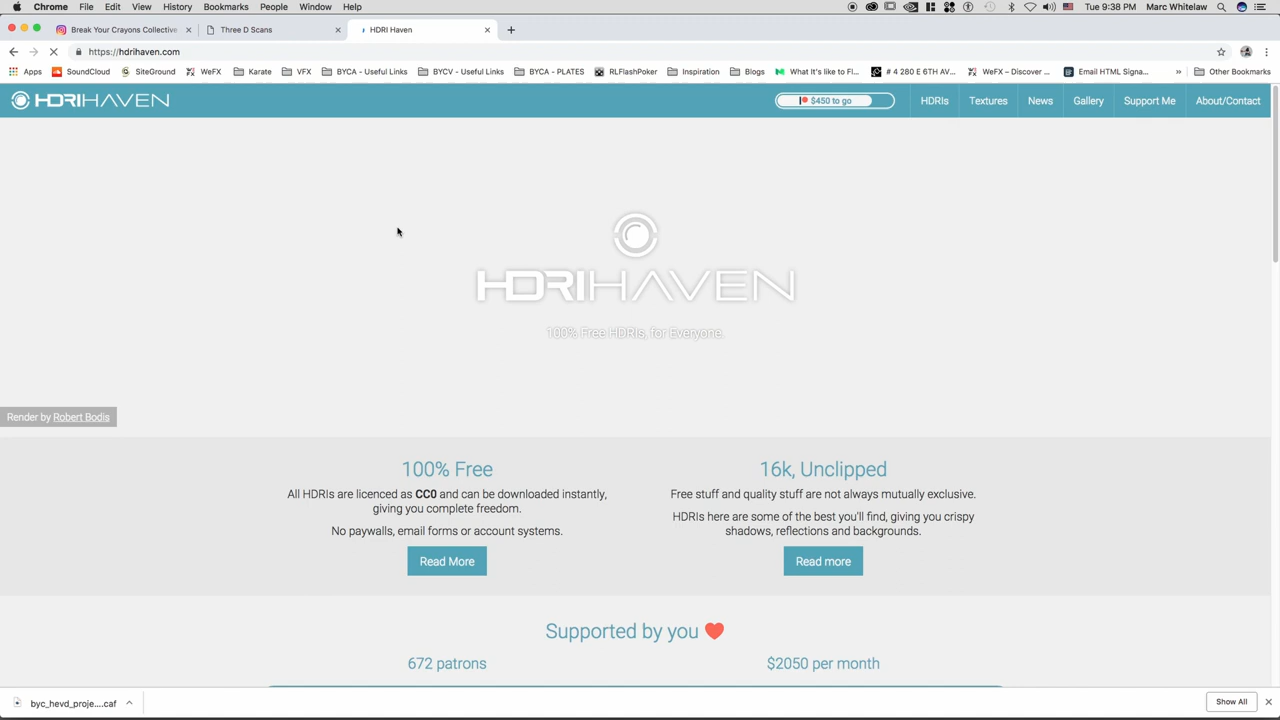 Chrome File Edit View History Bookmarks People Window Help Tue 9:38 PM Marc Whitelaw
Break Your Crayons Collective Three D Scans HDRI Haven
https://hdrihaven.com
Apps SoundCloud SiteGround WeFX Karate VFX BYCA - Useful Links BYCV - Useful Links BYCA - PLATES RLFlashPoker Inspiration Blogs What It's like to Fl... # 4 280 E 6TH AV... WeFX – Discover ... Email HTML Signa... » Other Bookmarks
HDRIHAVEN $450 to go HDRIs Textures News Gallery Support Me About/Contact
HDRIHAVEN
100% Free HDRIs, for Everyone.
Render by Robert Bodis
100% Free
All HDRIs are licenced as CC0 and can be downloaded instantly,
giving you complete freedom.
No paywalls, email forms or account systems.
Read More
16k, Unclipped
Free stuff and quality stuff are not always mutually exclusive.
HDRIs here are some of the best you'll find, giving you crispy
shadows, reflections and backgrounds.
Read more
Supported by you
672 patrons
$2050 per month
byc_hevd_proje....caf
Show All